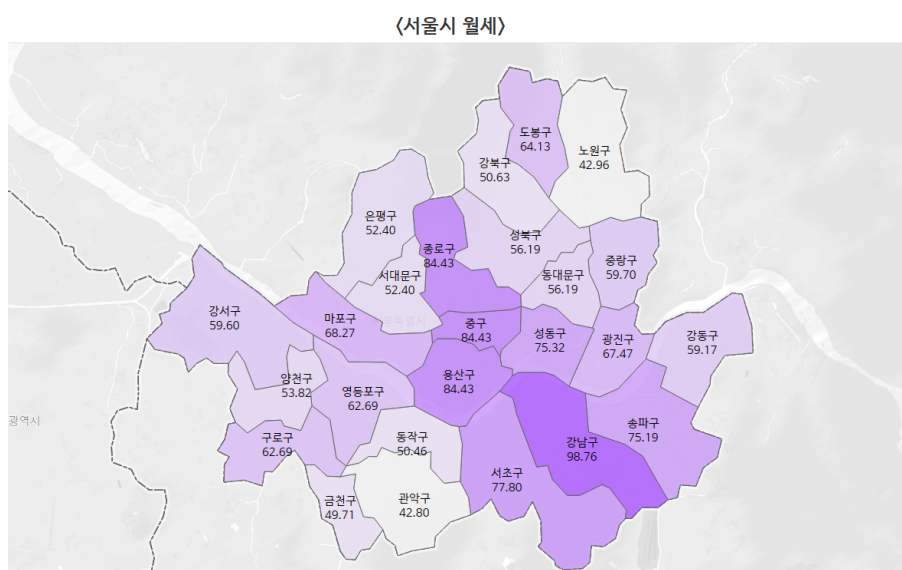 <서울시 월세>
도봉구
64.13
노원구
42.96
강북구
50.63
은평구
52.40
성북구
56.19
종로구
84.43
중랑구
59.70
서대문구
52.40
동대문구
56.19
강서구
59.60
마포구
68.27
중구
84.43
성동구
75.32
광진구
67.47
강동구
59.17
양천구
53.82
영등포구
62.69
용산구
84.43
송파구
75.19
광역시
구로구
62.69
동작구
50.46
강남구
98.76
서초구
77.80
금천구
49.71
관악구
42.80